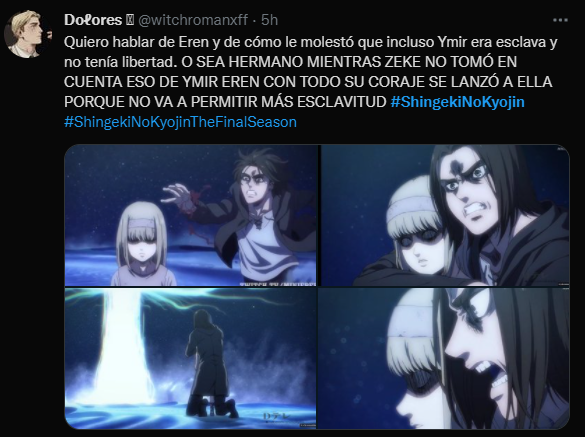 Dołores @witchromanxff · 5h
Quiero hablar de Eren y de cómo le molestó que incluso Ymir era esclava y
no tenía libertad. O SEA HERMANO MIENTRAS ZEKE NO TOMÓ EN
CUENTA ESO DE YMIR EREN CON TODO SU CORAJE SE LANZÓ A ELLA
PORQUE NO VA A PERMITIR MÁS ESCLAVITUD #ShingekiNoKyojin
#ShingekiNoKyojinTheFinalSeason